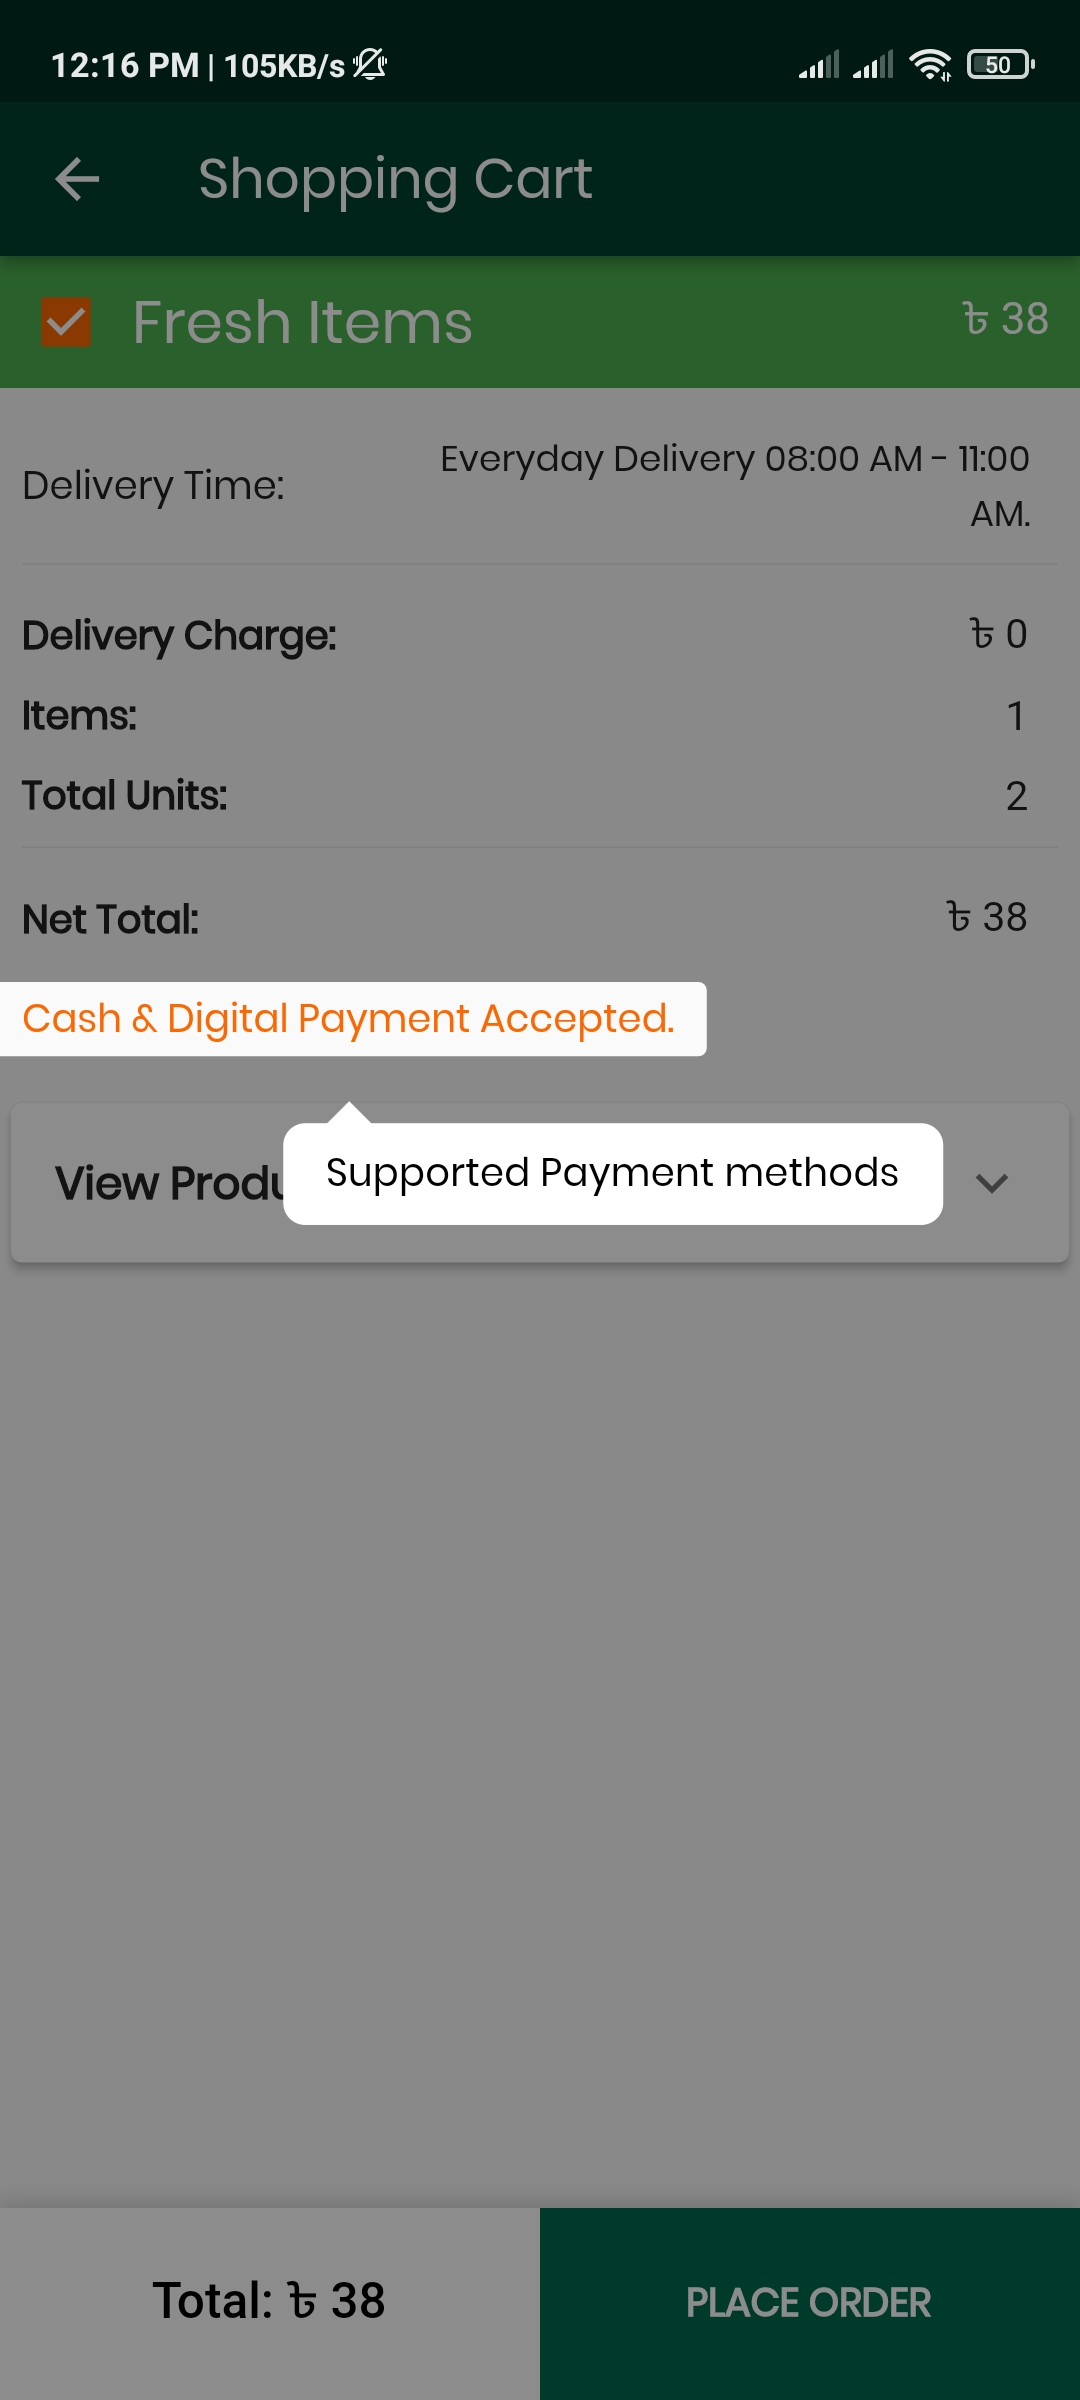 12:16 PM | 105KB/s
50
Shopping Cart
Fresh Items
৳ 38
Delivery Time:
Everyday Delivery 08:00 AM - 11:00
AM.
Delivery Charge:
৳ 0
Items:
1
Total Units:
2
Net Total:
৳ 38
Cash & Digital Payment Accepted.
View Produ
Supported Payment methods
Total: ৳ 38
PLACE ORDER